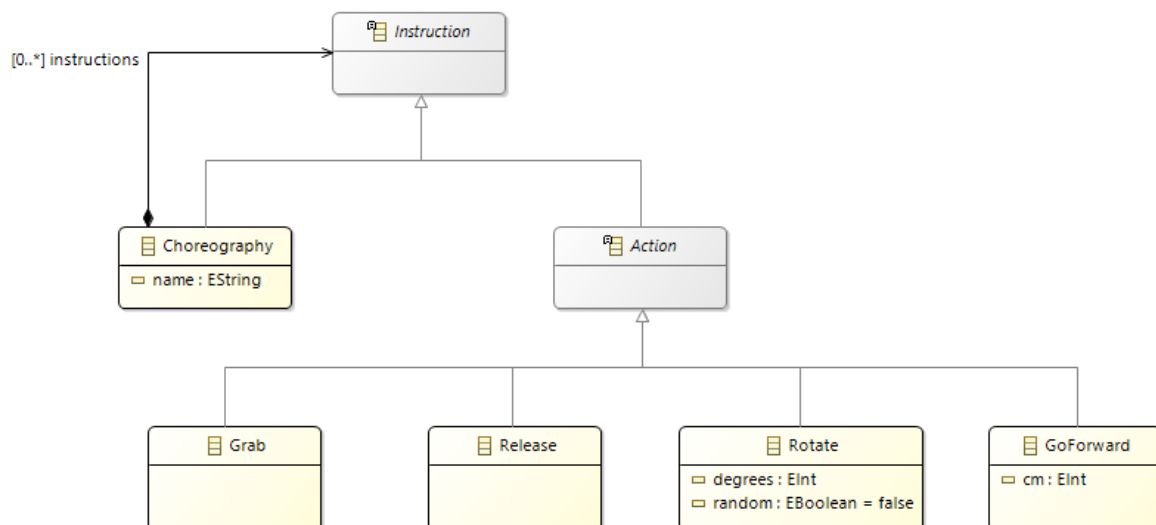 Instruction
[0..*] instructions
Choreography
name : EString
Action
Grab
Release
Rotate
degrees : EInt
random : EBoolean = false
GoForward
cm : EInt